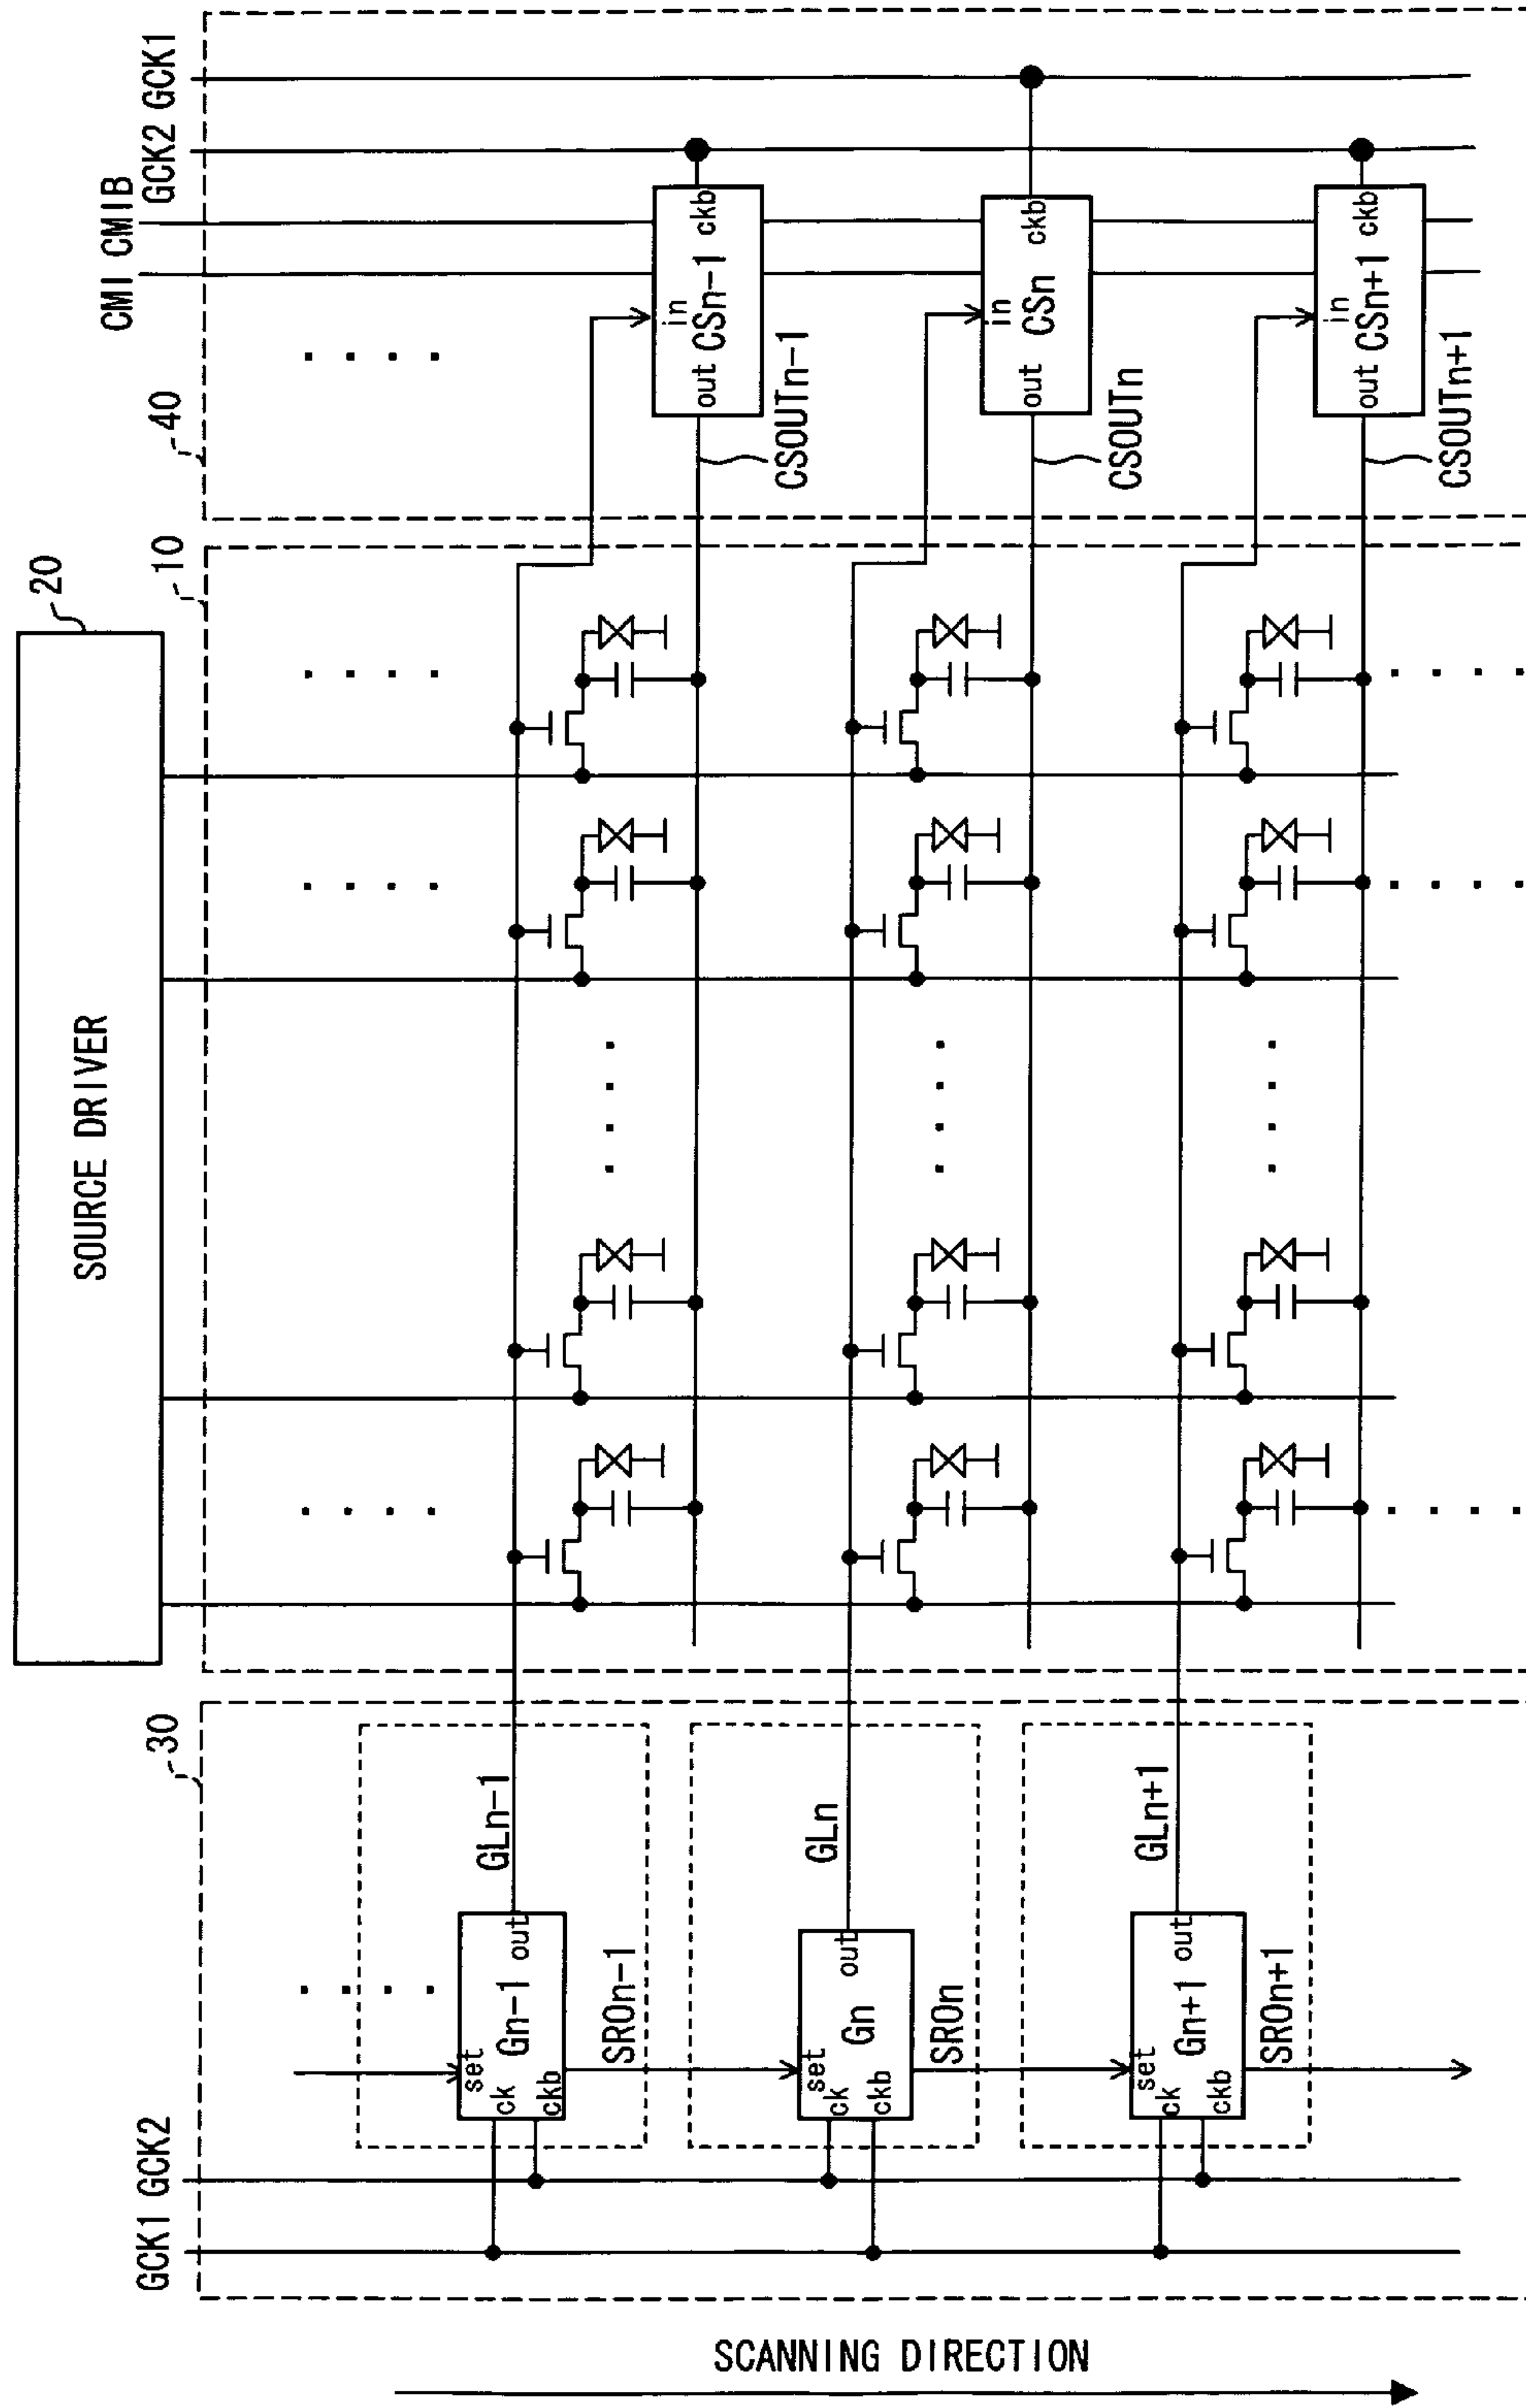 SCANNING DIRECTION
GCK1 GCK2
30
set
ck
ckb
Gn-1
out
GLn-1
SROn-1
set
ck
ckb
Gn
out
GLn
SROn
set
ck
ckb
Gn+1
out
GLn+1
SROn+1
SOURCE DRIVER
20
10
40
CMI CMIB
GCK2 GCK1
in
out CSn-1
ckb
CSOUTn-1
in
out CSn
ckb
CSOUTn
in
out CSn+1
ckb
CSOUTn+1